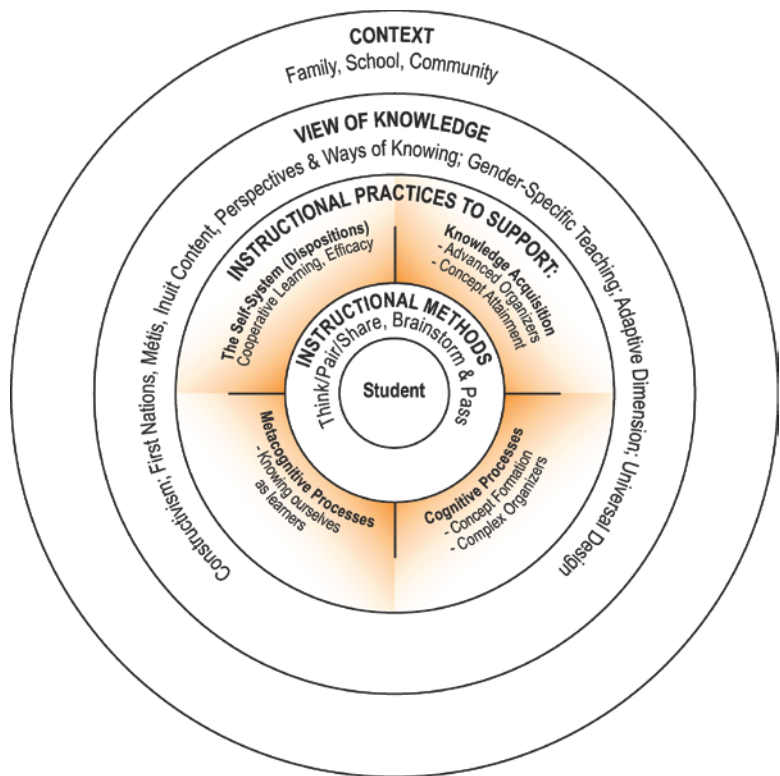 CONTEXT
Family, School, Community
VIEW OF KNOWLEDGE
Constructivism; First Nations, Métis, Inuit Content, Perspectives & Ways of Knowing; Gender-Specific Teaching; Adaptive Dimension; Universal Design
INSTRUCTIONAL PRACTICES TO SUPPORT:
The Self-System (Dispositions)
Cooperative Learning, Efficacy
Knowledge Acquisition
- Advanced Organizers
- Concept Attainment
INSTRUCTIONAL METHODS
Think/Pair/Share, Brainstorm & Pass
Student
Metacognitive Processes
- Knowing ourselves
as learners
Cognitive Processes
- Concept Formation
- Complex Organizers